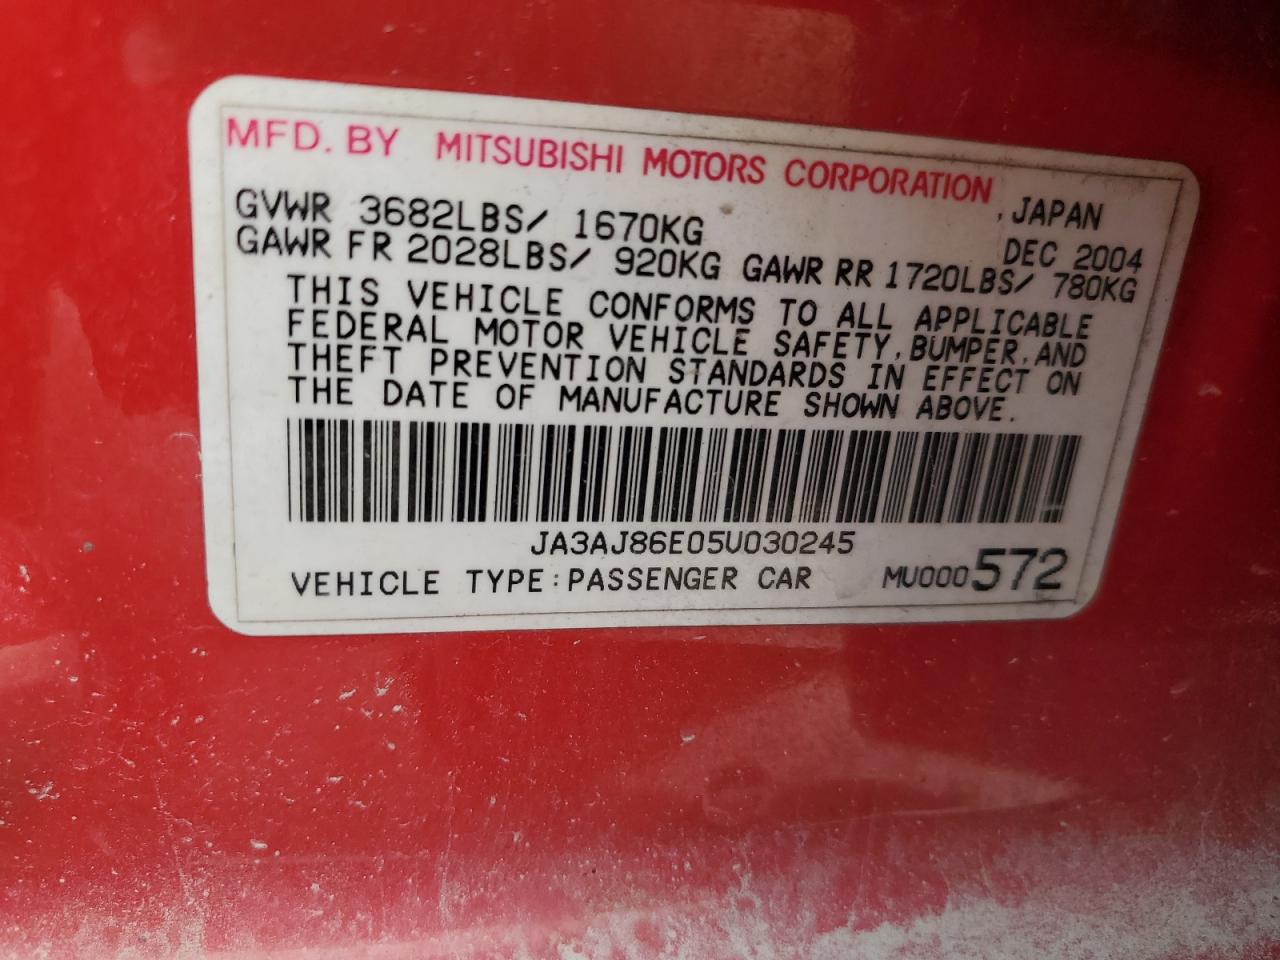 MFD. BY MITSUBISHI MOTORS CORPORATION, JAPAN
GVWR 3682LBS/ 1670KG DEC 2004
GAWR FR 2028LBS/ 920KG GAWR RR 1720LBS/ 780KG
THIS VEHICLE CONFORMS TO ALL APPLICABLE
FEDERAL MOTOR VEHICLE SAFETY, BUMPER, AND
THEFT PREVENTION STANDARDS IN EFFECT ON
THE DATE OF MANUFACTURE SHOWN ABOVE.
JA3AJ86E05U030245
VEHICLE TYPE: PASSENGER CAR MU000572